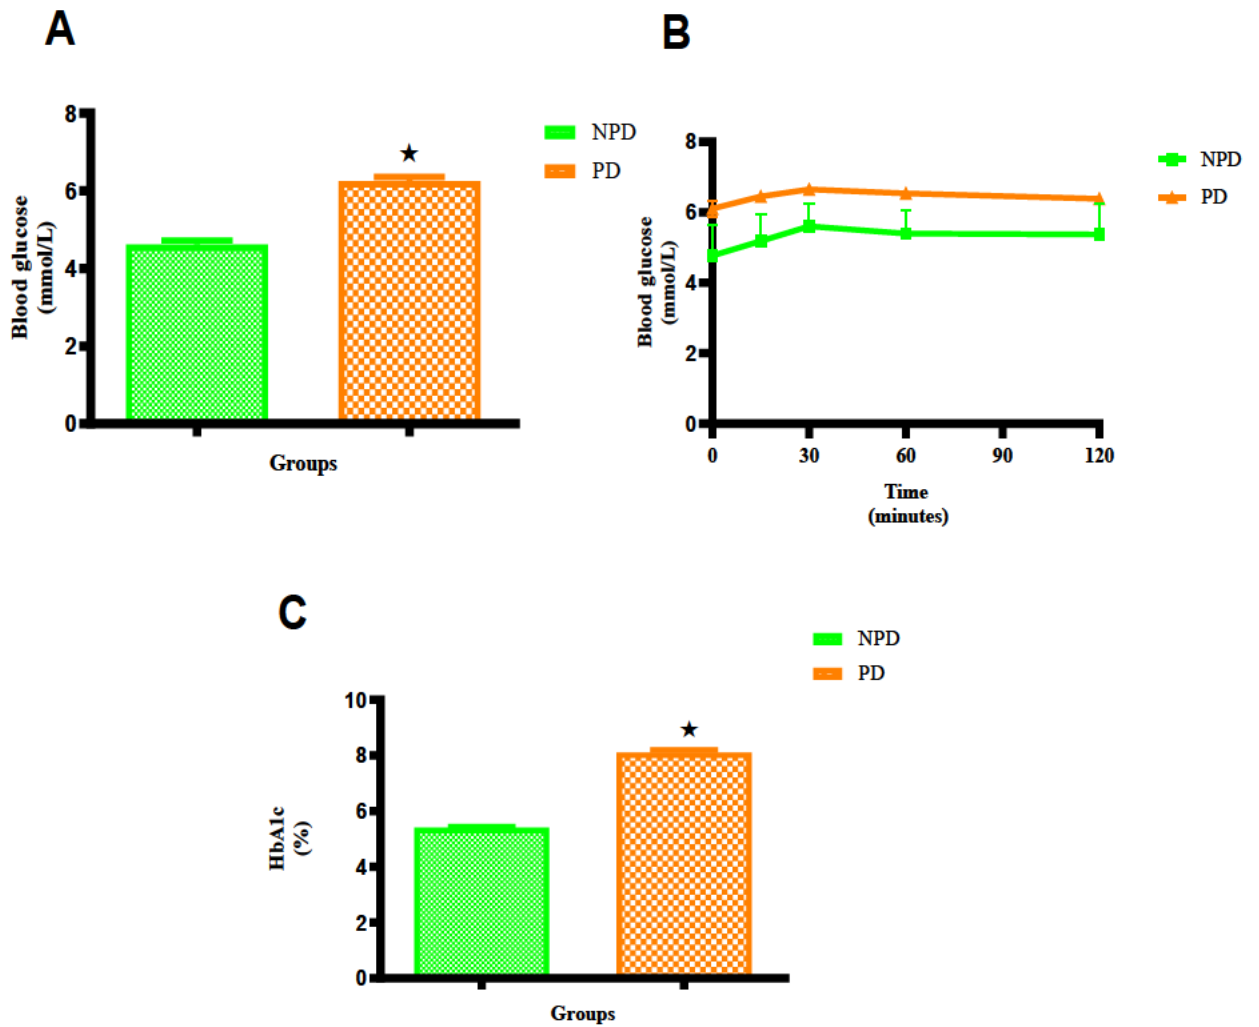 A
8
6
4
2
0
Blood glucose
(mmol/L)
Groups
★
NPD
PD
B
8
6
4
2
0
Blood glucose
(mmol/L)
0 30 60 90 120
Time
(minutes)
NPD
PD
C
NPD
PD
10
8
6
4
2
0
HbA1c
(%)
★
Groups